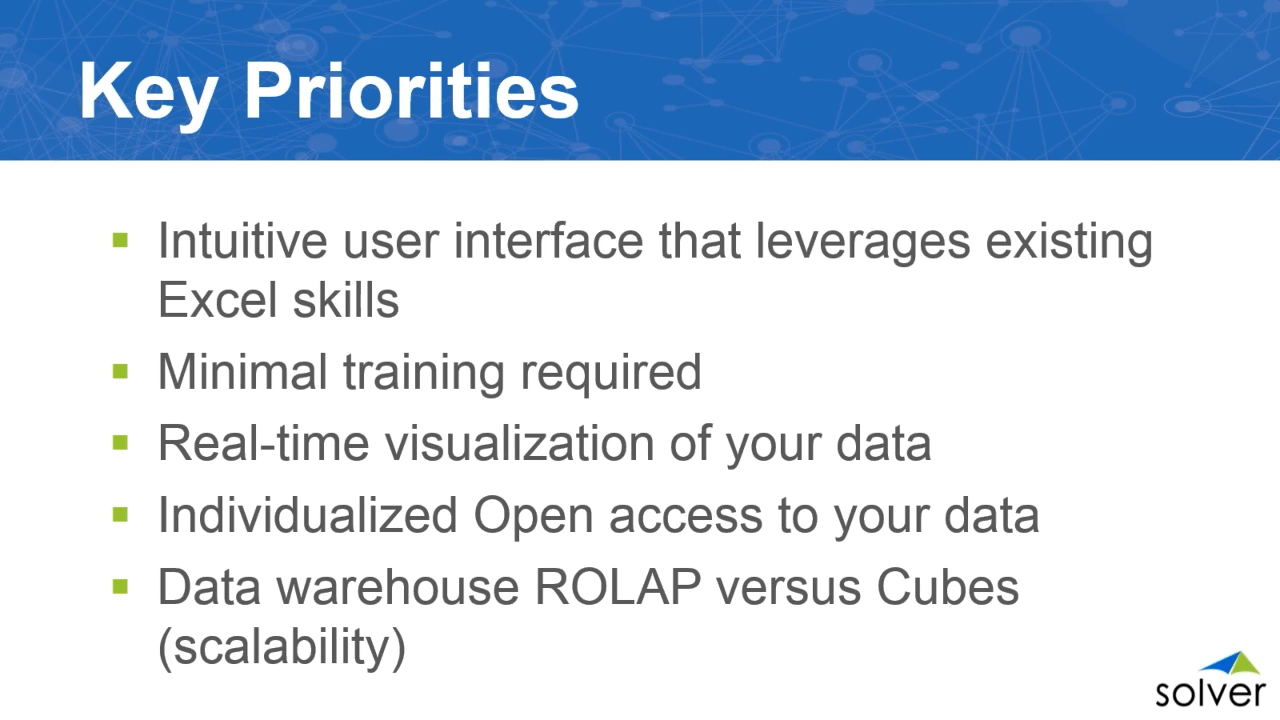 Key Priorities
Intuitive user interface that leverages existing
Excel skills
Minimal training required
Real-time visualization of your data
Individualized Open access to your data
Data warehouse ROLAP versus Cubes
(scalability)
solver